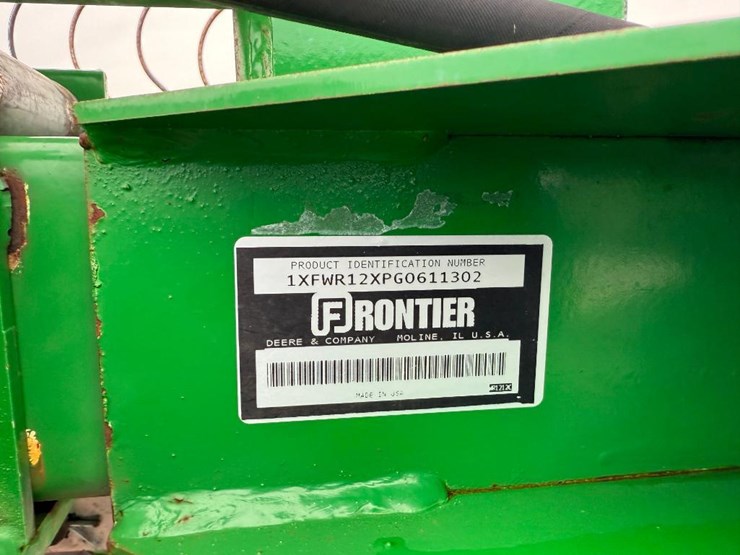 PRODUCT IDENTIFICATION NUMBER
1XFWR12XPG0611302
FRONTIER
DEERE & COMPANY MOLINE, IL U.S.A.
MADE IN USA